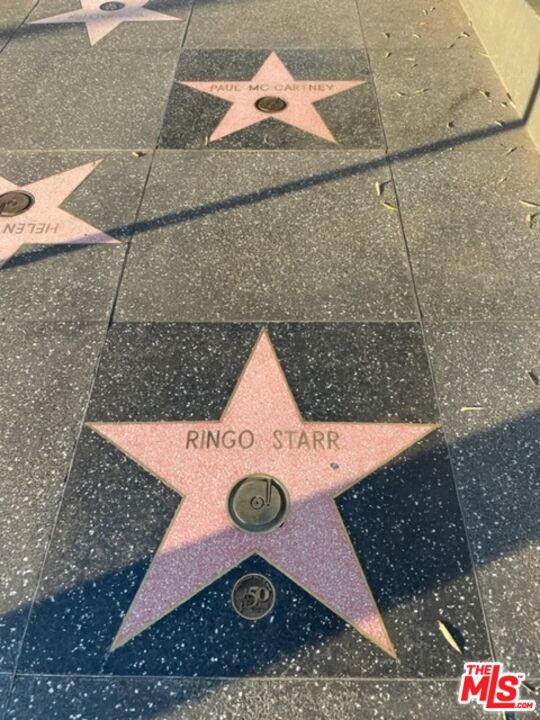 PAUL MC CARTNEY
HELEN
RINGO STARR
50
THE
MLS
.COM